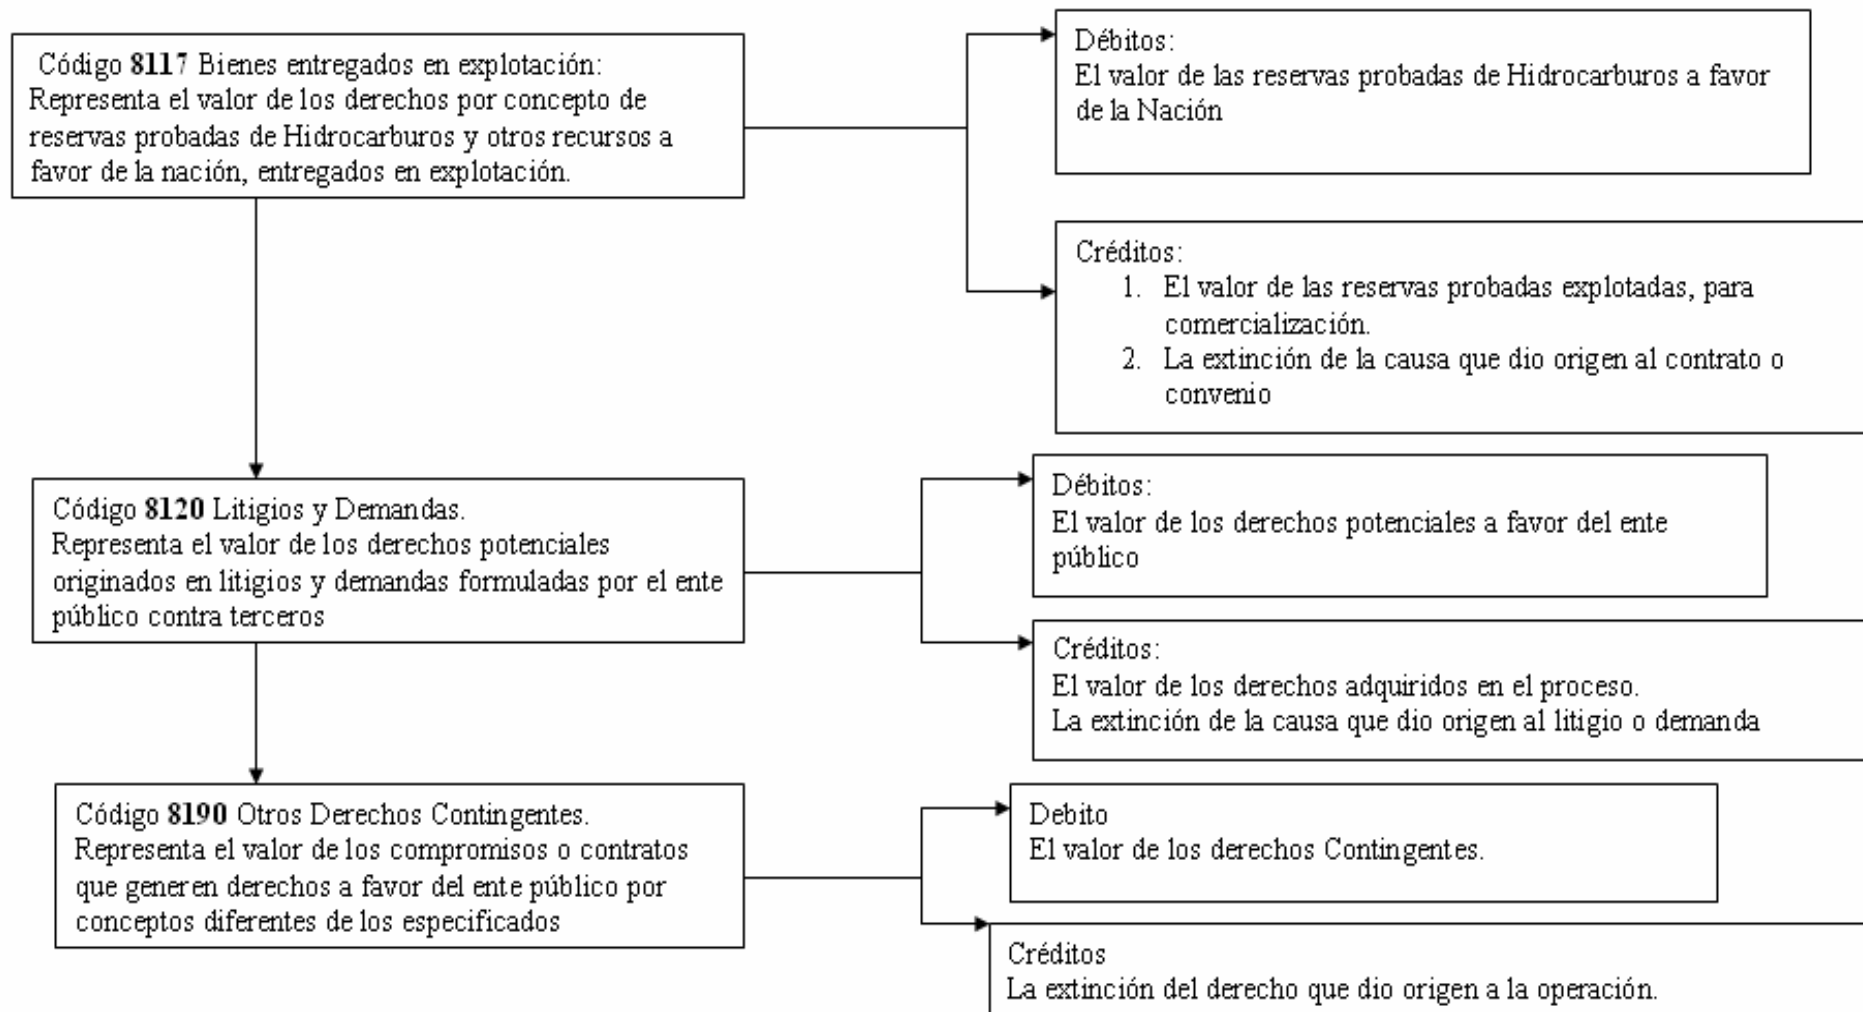 Código 8117 Bienes entregados en explotación:
Representa el valor de los derechos por concepto de
reservas probadas de Hidrocarburos y otros recursos a
favor de la nación, entregados en explotación.
Débitos:
El valor de las reservas probadas de Hidrocarburos a favor
de la Nación
Créditos:
1. El valor de las reservas probadas explotadas, para
comercialización.
2. La extinción de la causa que dio origen al contrato o
convenio
Código 8120 Litigios y Demandas.
Representa el valor de los derechos potenciales
originados en litigios y demandas formuladas por el ente
público contra terceros
Débitos:
El valor de los derechos potenciales a favor del ente
público
Créditos:
El valor de los derechos adquiridos en el proceso.
La extinción de la causa que dio origen al litigio o demanda
Código 8190 Otros Derechos Contingentes.
Representa el valor de los compromisos o contratos
que generen derechos a favor del ente público por
conceptos diferentes de los especificados
Debito
El valor de los derechos Contingentes.
Créditos
La extinción del derecho que dio origen a la operación.